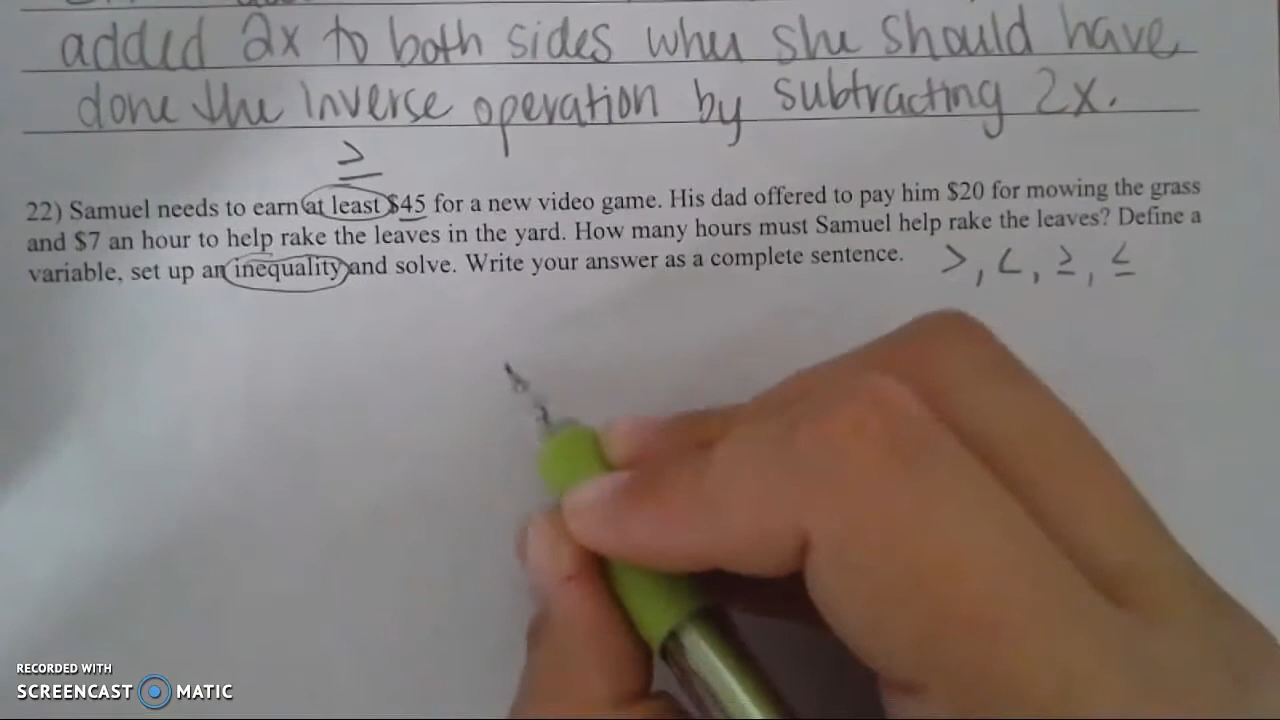 added 2x to both sides when she should have
done the inverse operation by subtracting 2x.
≥
22) Samuel needs to earn at least $45 for a new video game. His dad offered to pay him $20 for mowing the grass
and $7 an hour to help rake the leaves in the yard. How many hours must Samuel help rake the leaves? Define a
variable, set up an inequality and solve. Write your answer as a complete sentence. >, <, ≥, ≤
RECORDED WITH
SCREENCAST MATIC